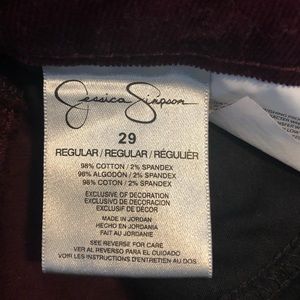 Jessica Simpson
29
REGULAR / REGULAR / RÉGULIER
98% COTTON / 2% SPANDEX
98% ALGODÓN / 2% SPANDEX
98% COTON / 2% SPANDEX
EXCLUSIVE OF DECORATION
EXCLUSIVO DE DECORACION
EXCLUSIF DE DÉCOR
MADE IN JORDAN
HECHO EN JORDANIA
FAIT AU JORDANIE
SEE REVERSE FOR CARE
VER AL REVERSO PARA EL CUIDADO
VOIR LES INSTRUCTIONS D'ENTRETIEN AU DOS